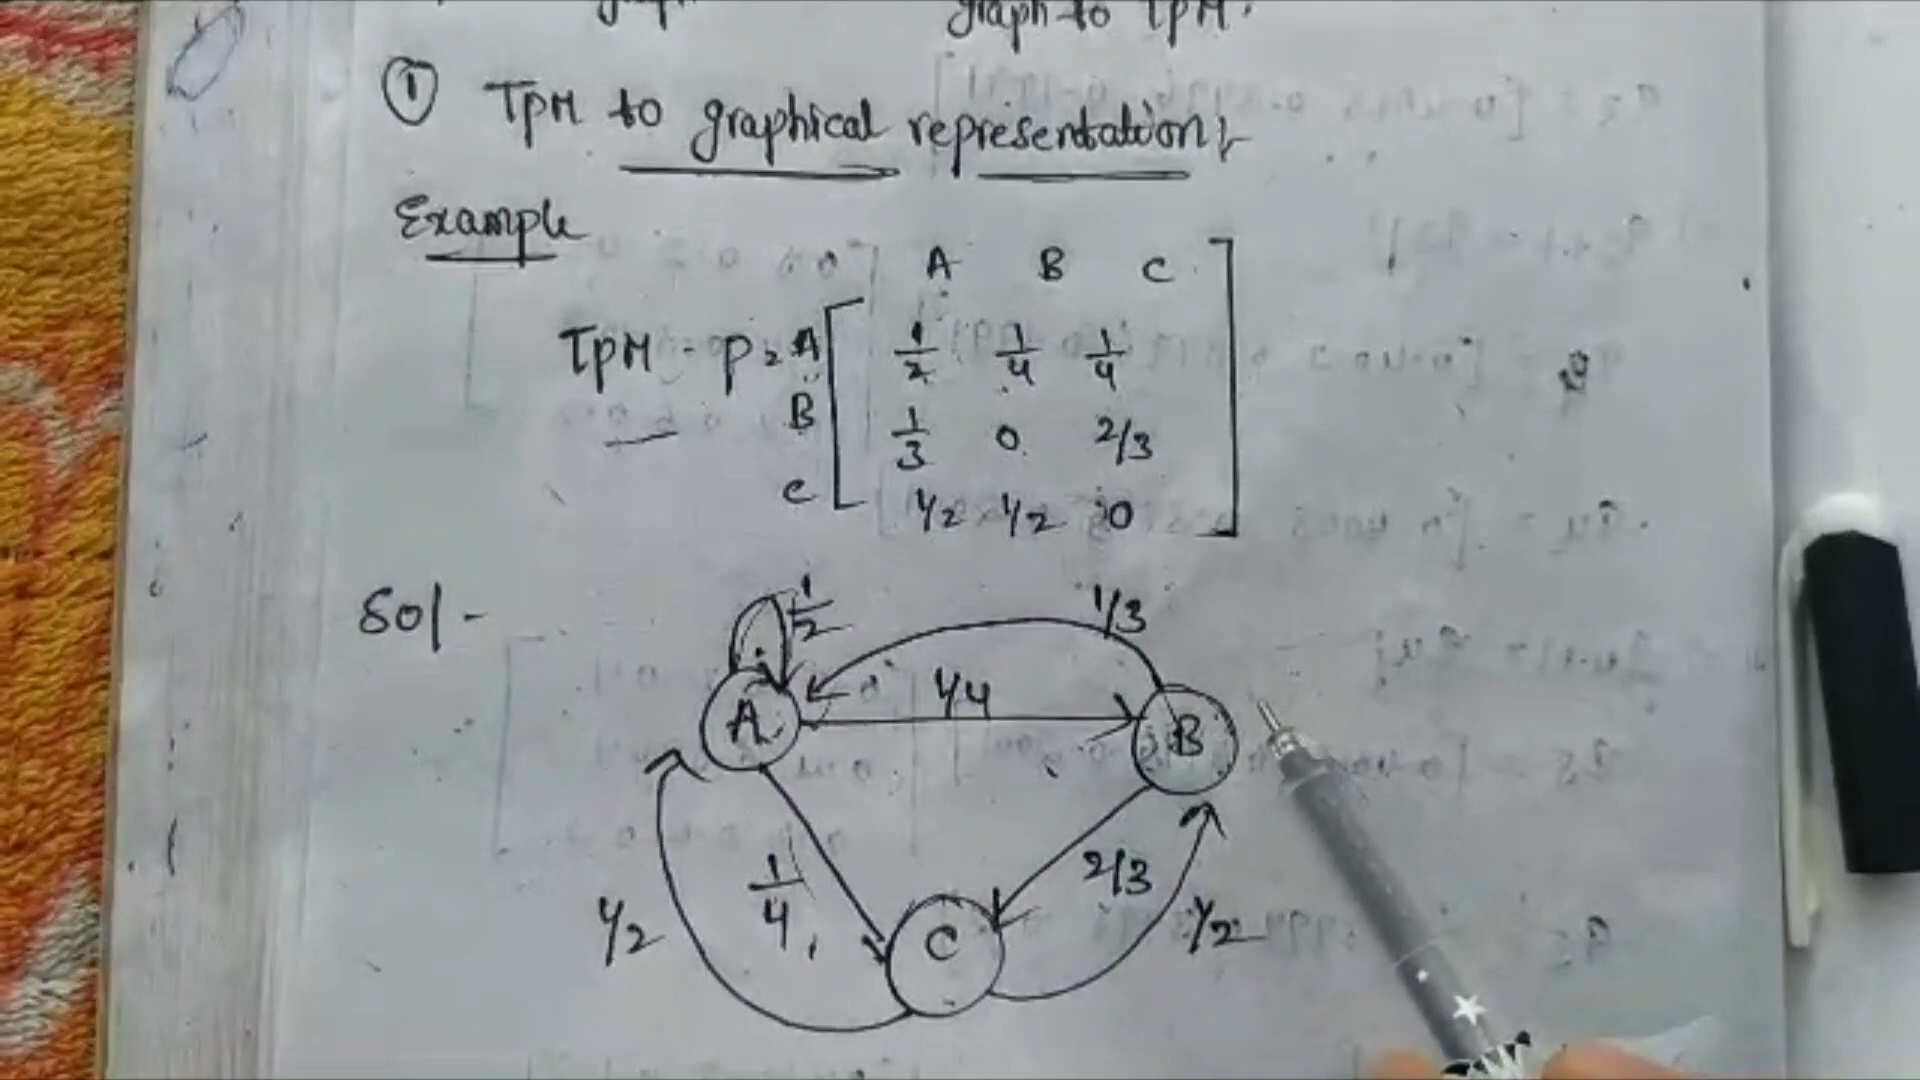 graph to TPM.
① TPM to graphical representation
Example
A B C
TPM - P = A 1/2 1/4 1/4
B 1/3 0 2/3
C 1/2 1/2 0
Sol-
1/2 1/3
A 1/4 B
1/2 1/4 2/3 1/2
C